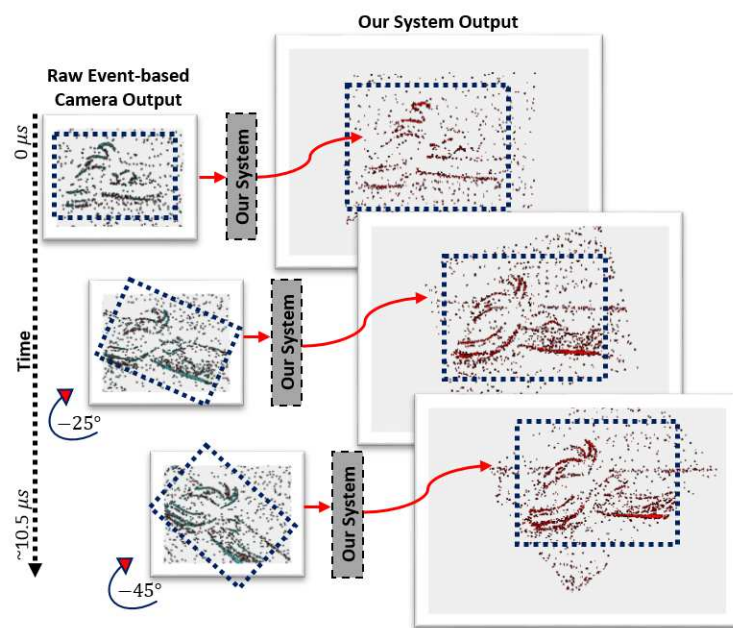 Our System Output
Raw Event-based
Camera Output
0 μs
Our System
Time
Our System
−25°
~10.5 μs
Our System
−45°